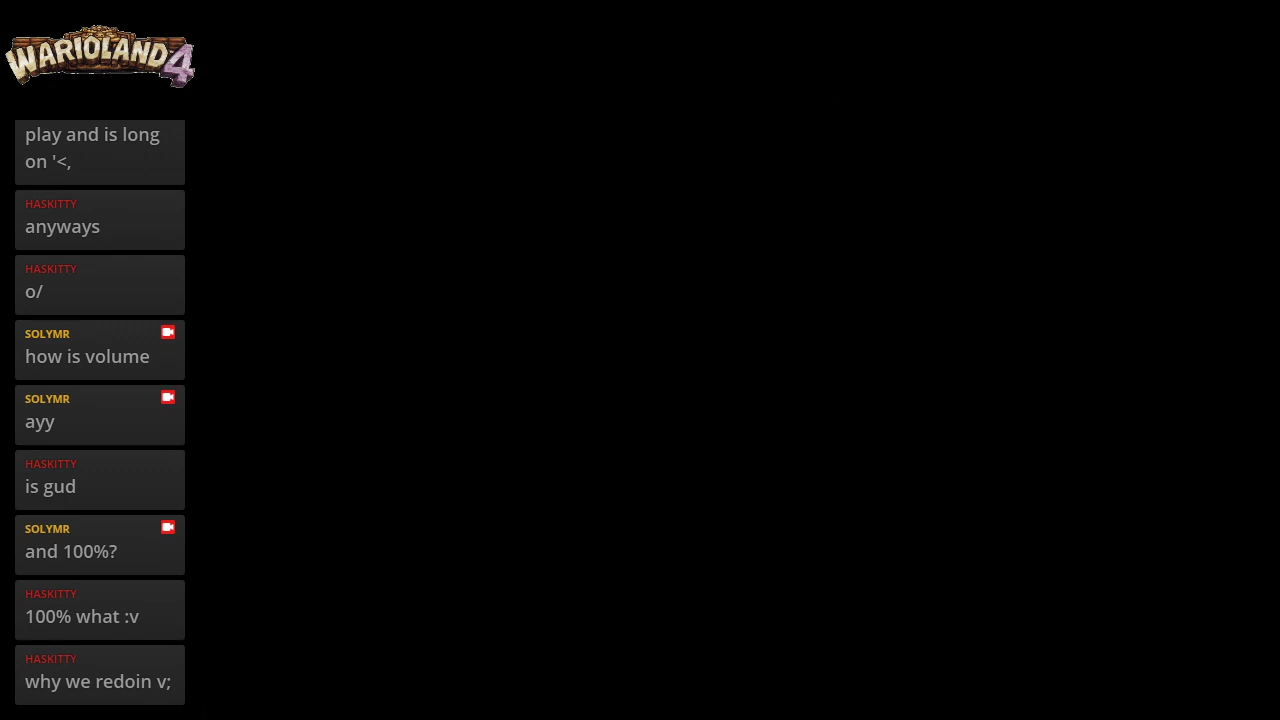 WARIOLAND 4
play and is long
on '<,
HASKITTY
anyways
HASKITTY
o/
SOLYMR
how is volume
SOLYMR
ayy
HASKITTY
is gud
SOLYMR
and 100%?
HASKITTY
100% what :v
HASKITTY
why we redoin v;